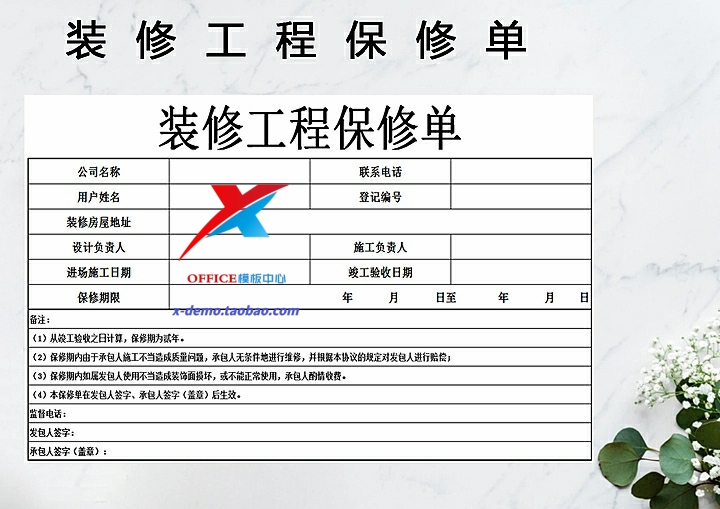 装修工程保修单
装修工程保修单
公司名称 联系电话
用户姓名 登记编号
装修房屋地址
设计负责人 施工负责人
进场施工日期 竣工验收日期
保修期限 年 月 日至 年 月 日
OFFICE模板中心
x-demo.taobao.com
备注：
（1）从竣工验收之日计算，保修期为贰年。
（2）保修期内由于承包人施工不当造成质量问题，承包人无条件地进行维修，并根据本协议的规定对发包人进行赔偿；
（3）保修期内如属发包人使用不当造成装饰面损坏，或不能正常使用，承包人酌情收费。
（4）本保修单在发包人签字、承包人签字（盖章）后生效。
监督电话：
发包人签字：
承包人签字（盖章）：